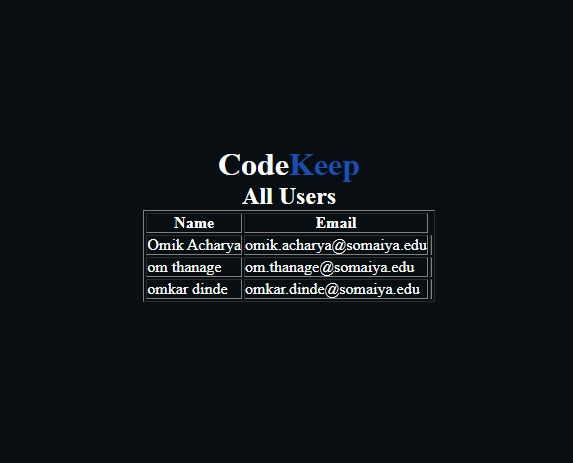 CodeKeep
All Users
Name Email
Omik Acharya omik.acharya@somaiya.edu
om thanage om.thanage@somaiya.edu
omkar dinde omkar.dinde@somaiya.edu